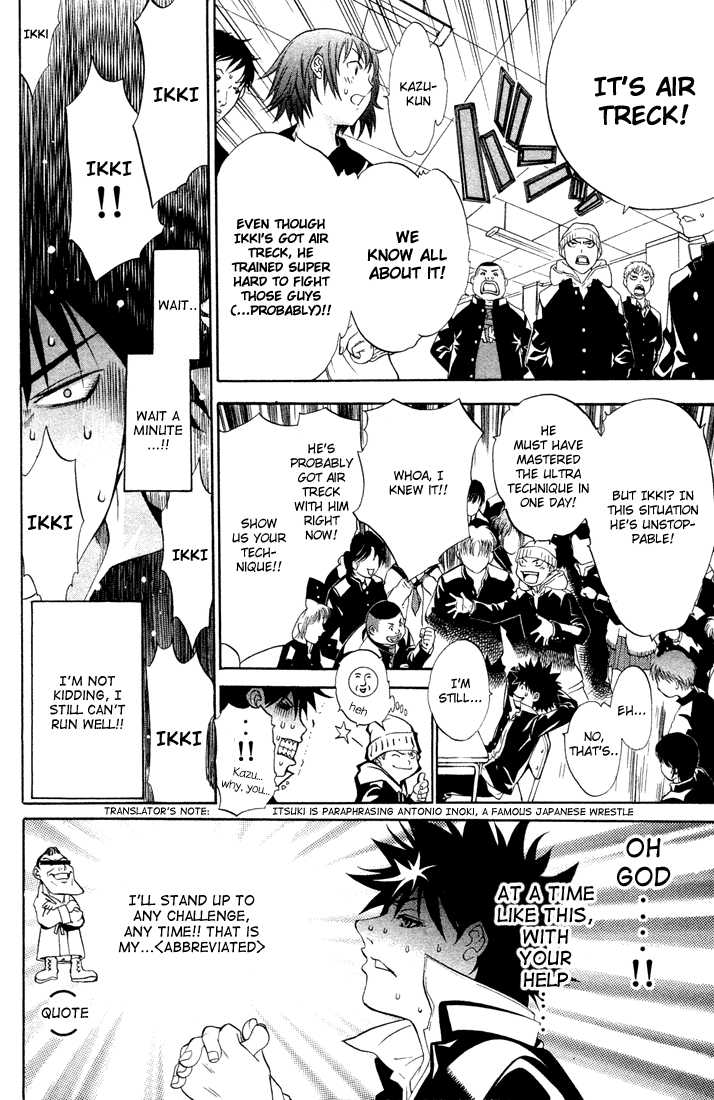 IT'S AIR
TRECK!
KAZU-
KUN
WE
KNOW ALL
ABOUT IT!
EVEN THOUGH
IKKI'S GOT AIR
TRECK, HE
TRAINED SUPER
HARD TO FIGHT
THOSE GUYS
(...PROBABLY)!!
BUT IKKI? IN
THIS SITUATION
HE'S UNSTOP-
PABLE!
HE
MUST HAVE
MASTERED
THE ULTRA
TECHNIQUE IN
ONE DAY!
WHOA, I
KNEW IT!!
HE'S
PROBABLY
GOT AIR
TRECK
WITH HIM
RIGHT
NOW!
SHOW
US YOUR
TECH-
NIQUE!!
EH...
NO,
THAT'S..
I'M
STILL...
heh
!!
Kazu...
why, you...
IKKI
IKKI
IKKI
!!
WAIT..
WAIT A
MINUTE
...!!
IKKI
IKKI
IKKI
I'M NOT
KIDDING, I
STILL CAN'T
RUN WELL!!
TRANSLATOR'S NOTE: ITSUKI IS PARAPHRASING ANTONIO INOKI, A FAMOUS JAPANESE WRESTLE
OH
GOD
......
!!
AT A TIME
LIKE THIS,
WITH
YOUR
HELP
......
I'LL STAND UP TO
ANY CHALLENGE,
ANY TIME!! THAT IS
MY...<ABBREVIATED>
(QUOTE)